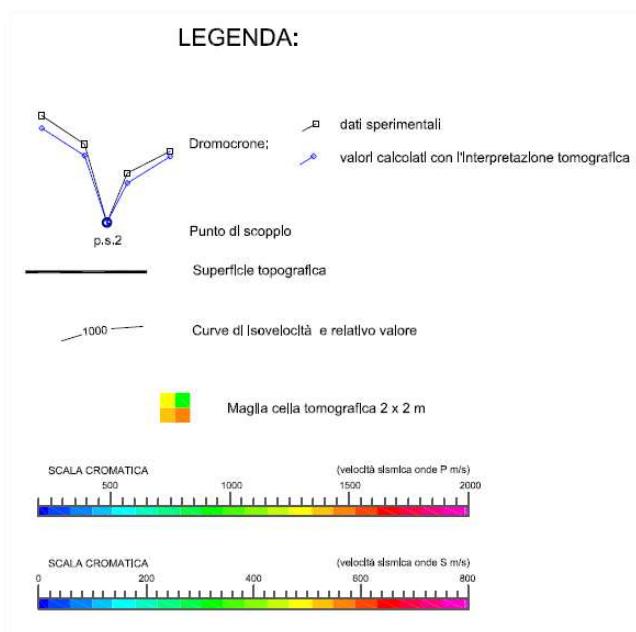 LEGENDA:
dati sperimentali
Dromocrone;
valori calcolati con l'interpretazione tomografica
p.s.2
Punto di scoppio
Superficie topografica
1000
Curve di isovelocità e relativo valore
Maglia cella tomografica 2 x 2 m
SCALA CROMATICA (velocità sismica onde P m/s)
500 1000 1500 2000
SCALA CROMATICA (velocità sismica onde S m/s)
0 200 400 600 800